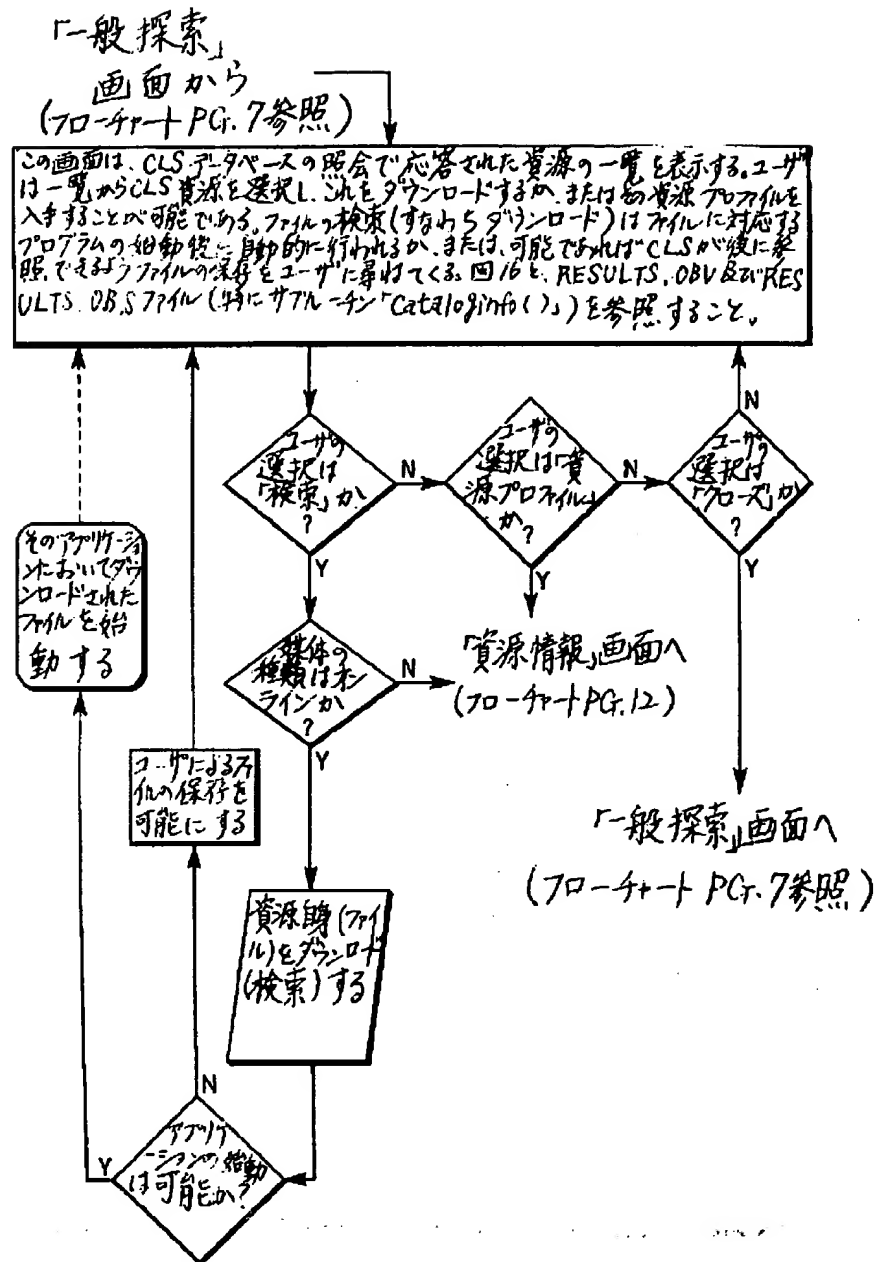 「一般探索」
画面から
(フローチャートPG.7参照)
この画面は、CLSデータベースの照会で応答された資源の一覧を表示する。ユーザ
は一覧からCLS資源を選択し、これをダウンロードするか、またはその資源プロファイルを
入手することが可能である。ファイルの検索(すなわちダウンロード)はファイルに対応する
プログラムの始動後に自動的に行われるか、または、可能であればCLSが後に参
照できるようファイルの保存をユーザに尋ねてくる。図16と、RESULTS.OBV及びRES
ULTS.OBSファイル(特にサブルーチン「Cataloginfo()」)を参照すること。
ユーザの
選択は
「検索」か
?
N
Y
ユーザの
選択は「資
源プロファイル」
か
?
N
Y
ユーザの
選択は
「クローズ」か
?
N
Y
そのアプリケーショ
ンにおいてダウ
ンロードされた
ファイルを始
動する
媒体の
種類はオン
ラインか
?
N
Y
「資源情報」画面へ
(フローチャートPG.12)
ユーザによるファ
イルの保存を
可能にする
「一般探索」画面へ
(フローチャート PG.7参照)
資源自身(ファイ
ル)をダウンロード
(検索)する
N
Y
アプリケ
ーションの始動
は可能か?